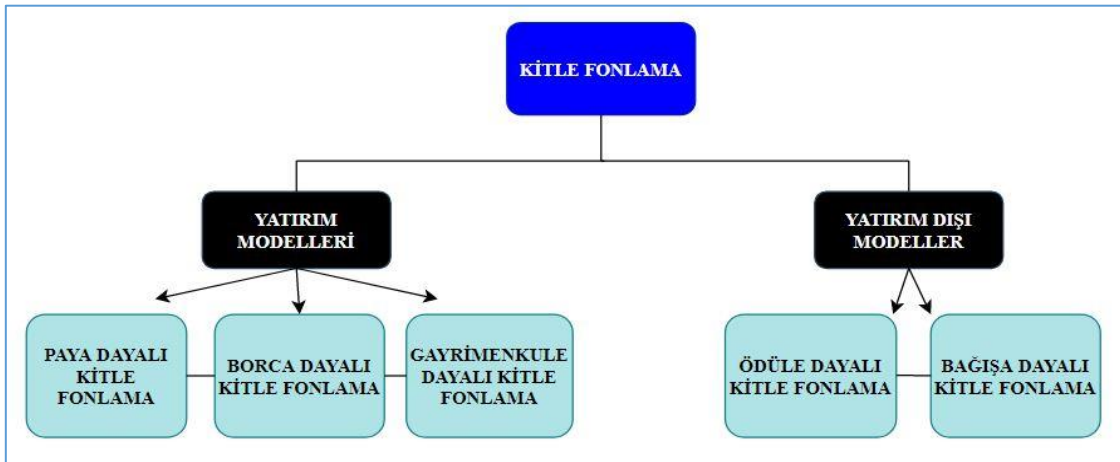 KİTLE FONLAMA
YATIRIM
MODELLERİ
YATIRIM DIŞI
MODELLER
PAYA DAYALI
KİTLE
FONLAMA
BORCA DAYALI
KİTLE FONLAMA
GAYRİMENKULE
DAYALI KİTLE
FONLAMA
ÖDÜLE DAYALI
KİTLE FONLAMA
BAĞIŞA DAYALI
KİTLE FONLAMA